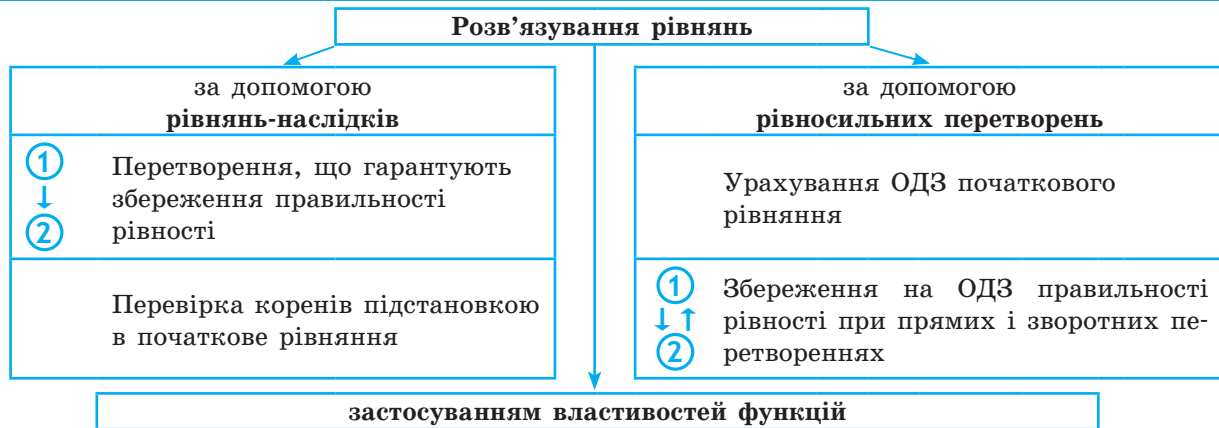 Розв’язування рівнянь
за допомогою
рівнянь-наслідків
1
2
Перетворення, що гарантують
збереження правильності
рівності
Перевірка коренів підстановкою
в початкове рівняння
за допомогою
рівносильних перетворень
Урахування ОДЗ початкового
рівняння
1
2
Збереження на ОДЗ правильності
рівності при прямих і зворотних пе-
ретвореннях
застосуванням властивостей функцій